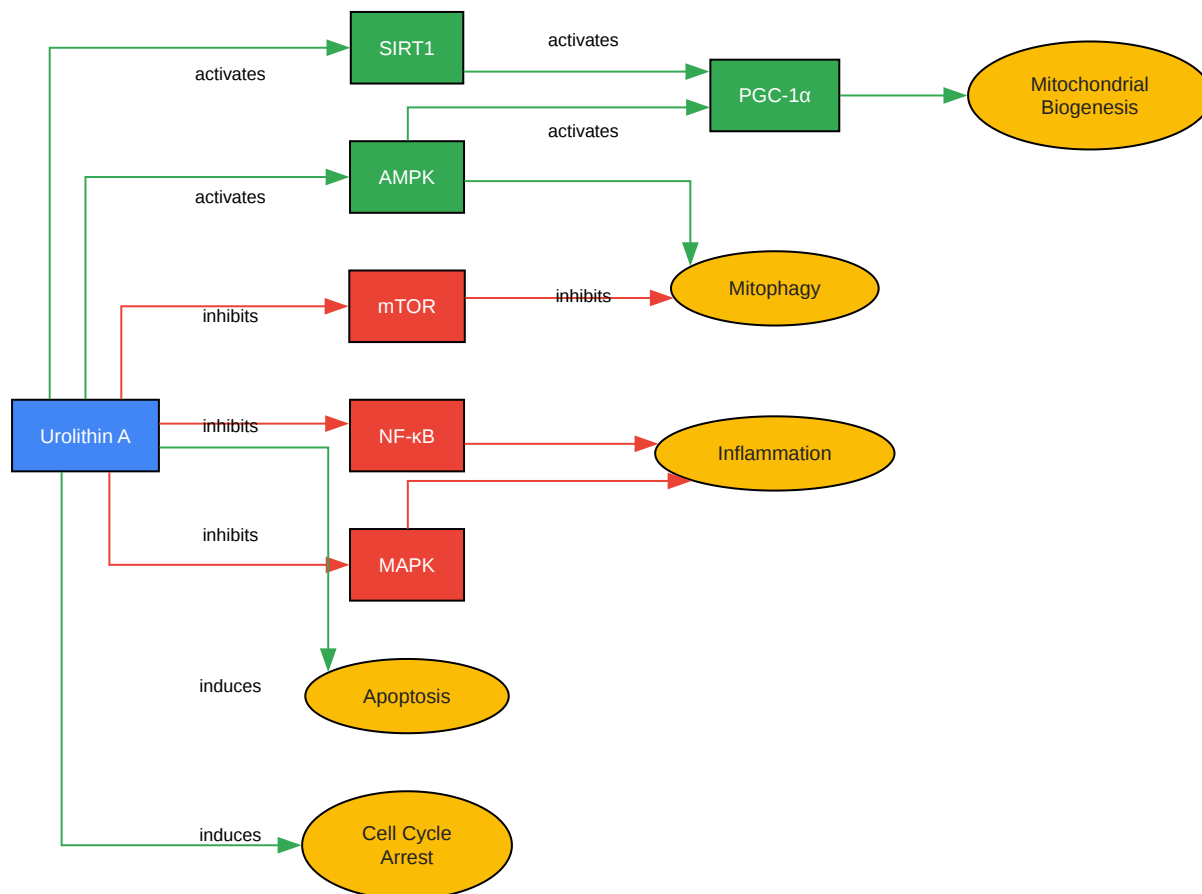 SIRT1
activates
activates
PGC-1α
Mitochondrial
Biogenesis
activates
AMPK
activates
mTOR
inhibits
inhibits
Mitophagy
Urolithin A
inhibits
NF-κB
Inflammation
inhibits
MAPK
induces
Apoptosis
induces
Cell Cycle
Arrest